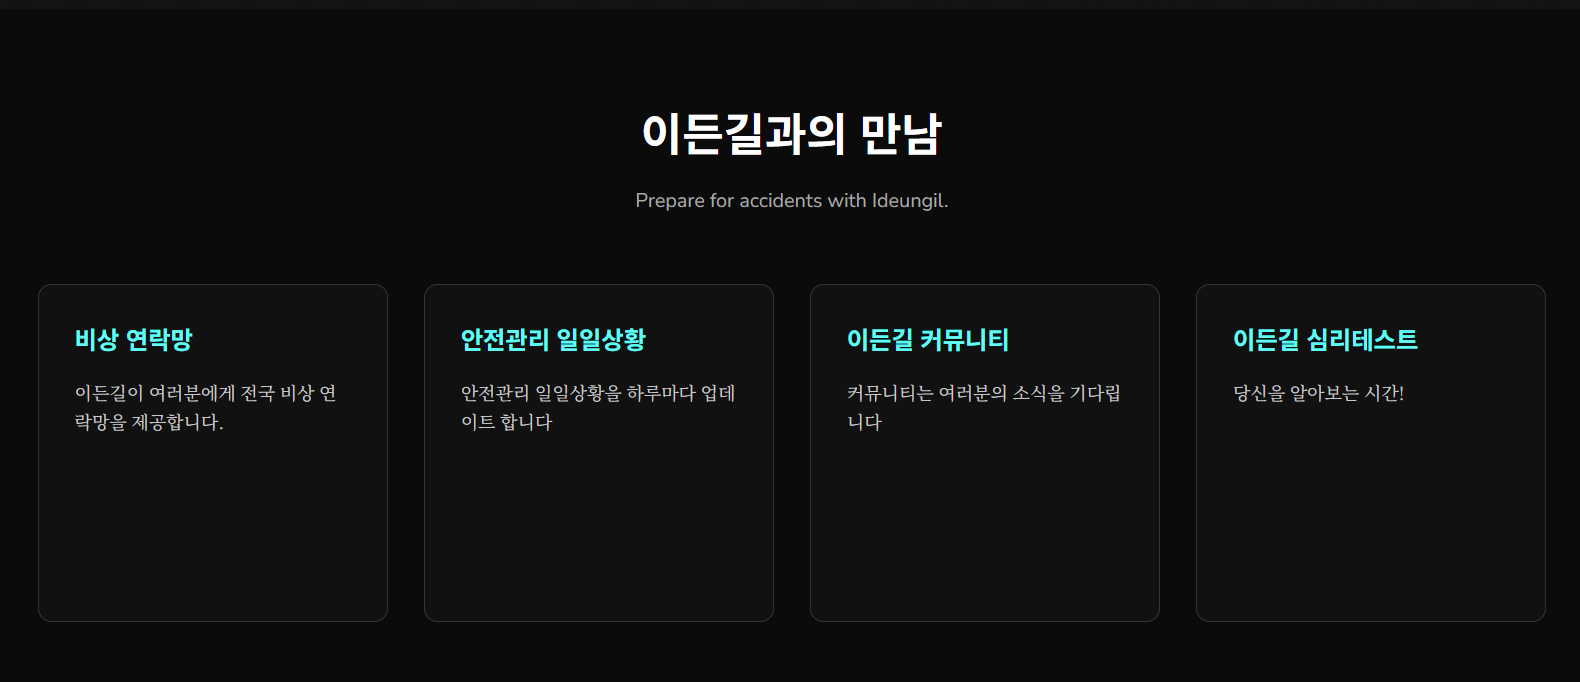 이든길과의 만남
Prepare for accidents with Ideungil.
비상 연락망
이든길이 여러분에게 전국 비상 연
락망을 제공합니다.
안전관리 일일상황
안전관리 일일상황을 하루마다 업데
이트 합니다
이든길 커뮤니티
커뮤니티는 여러분의 소식을 기다립
니다
이든길 심리테스트
당신을 알아보는 시간!